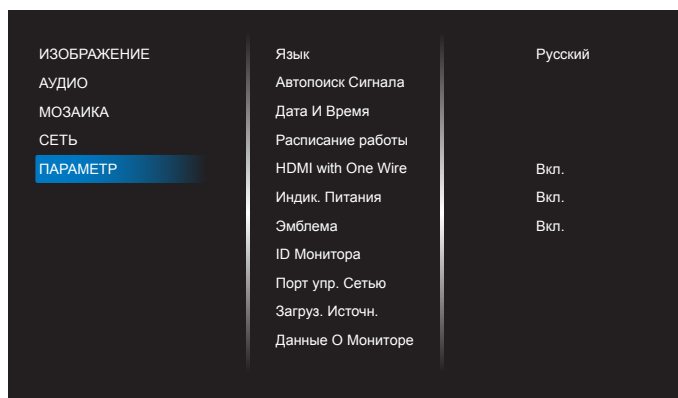 ИЗОБРАЖЕНИЕ
АУДИО
МОЗАИКА
СЕТЬ
ПАРАМЕТР
Язык
Автопоиск Сигнала
Дата И Время
Расписание работы
HDMI with One Wire
Индик. Питания
Эмблема
ID Монитора
Порт упр. Сетью
Загруз. Источн.
Данные О Мониторе
Русский
Вкл.
Вкл.
Вкл.